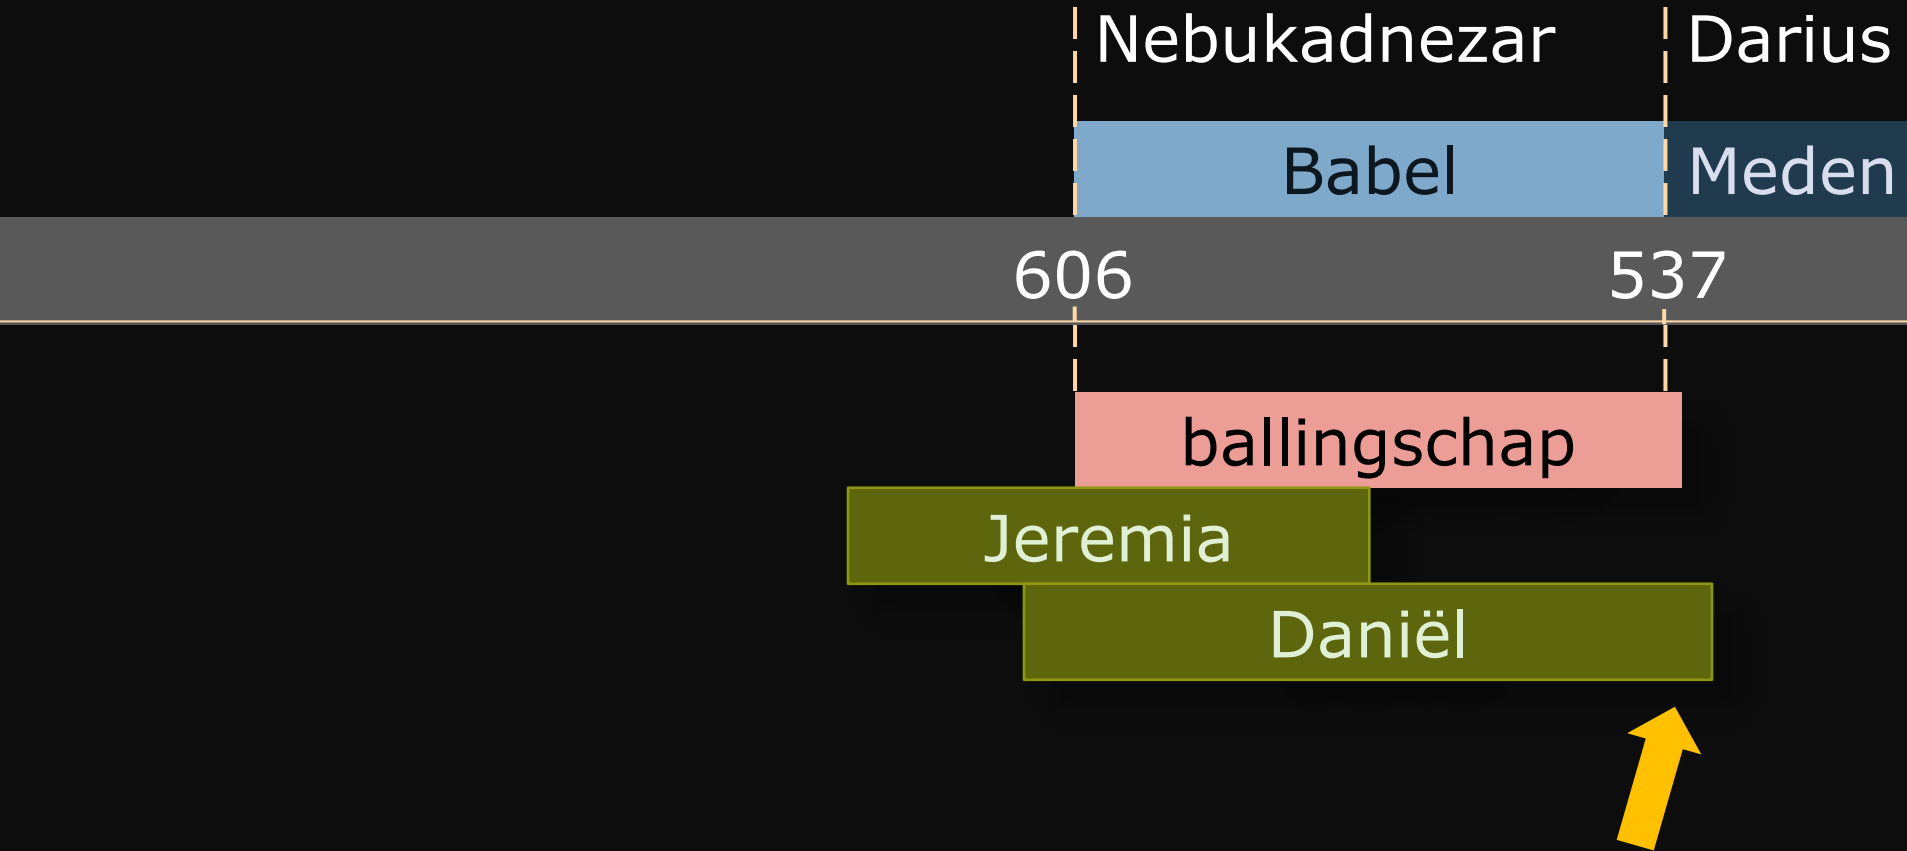 Nebukadnezar Darius
Babel Meden
606 537
ballingschap
Jeremia
Daniël